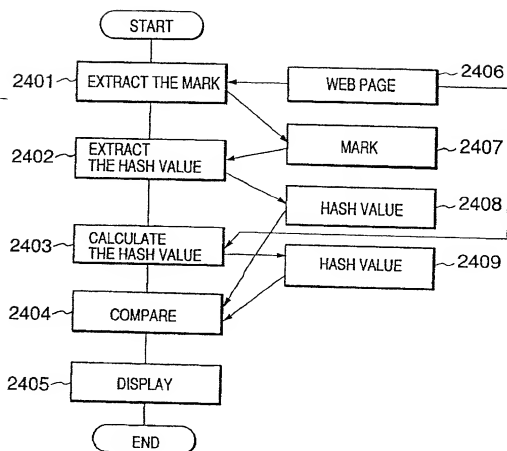 START
2401 EXTRACT THE MARK
WEB PAGE 2406
2402 EXTRACT
THE HASH VALUE
MARK 2407
HASH VALUE 2408
2403 CALCULATE
THE HASH VALUE
HASH VALUE 2409
2404 COMPARE
2405 DISPLAY
END